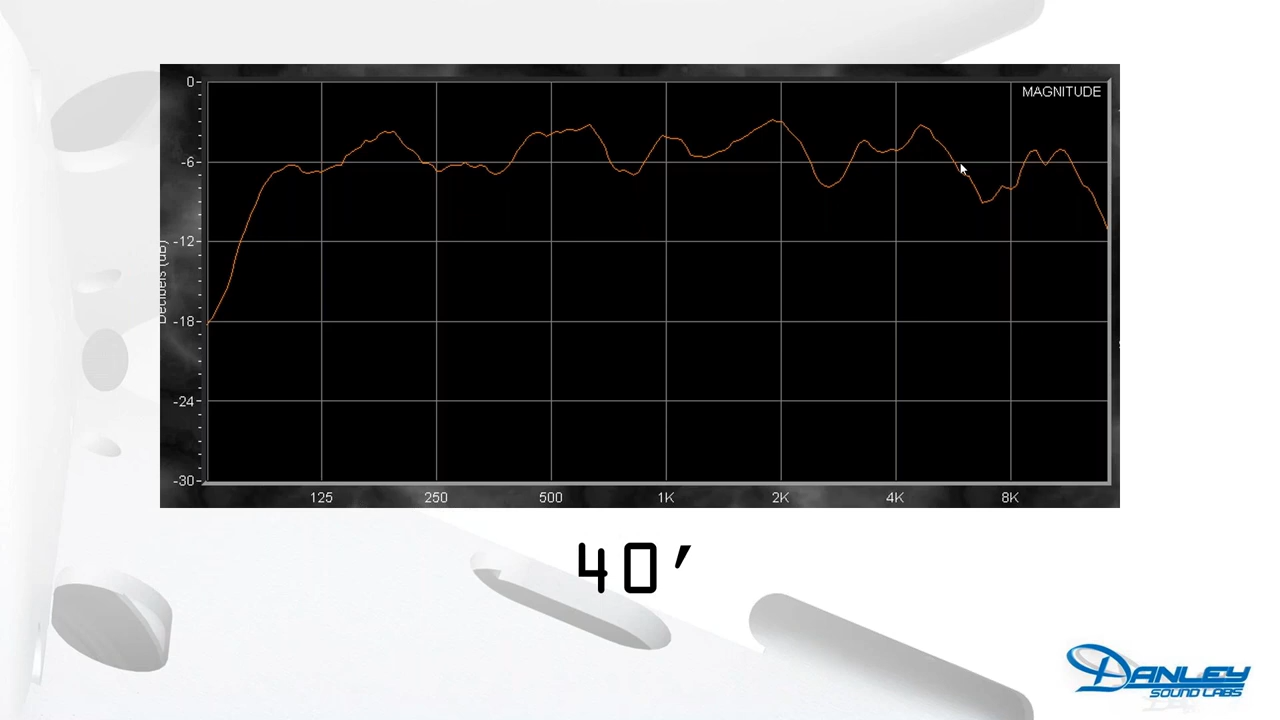 MAGNITUDE
0
-6
-12
-18
-24
-30
Decibels (dB)
125 250 500 1K 2K 4K 8K
40'
DANLEY
SOUND LABS